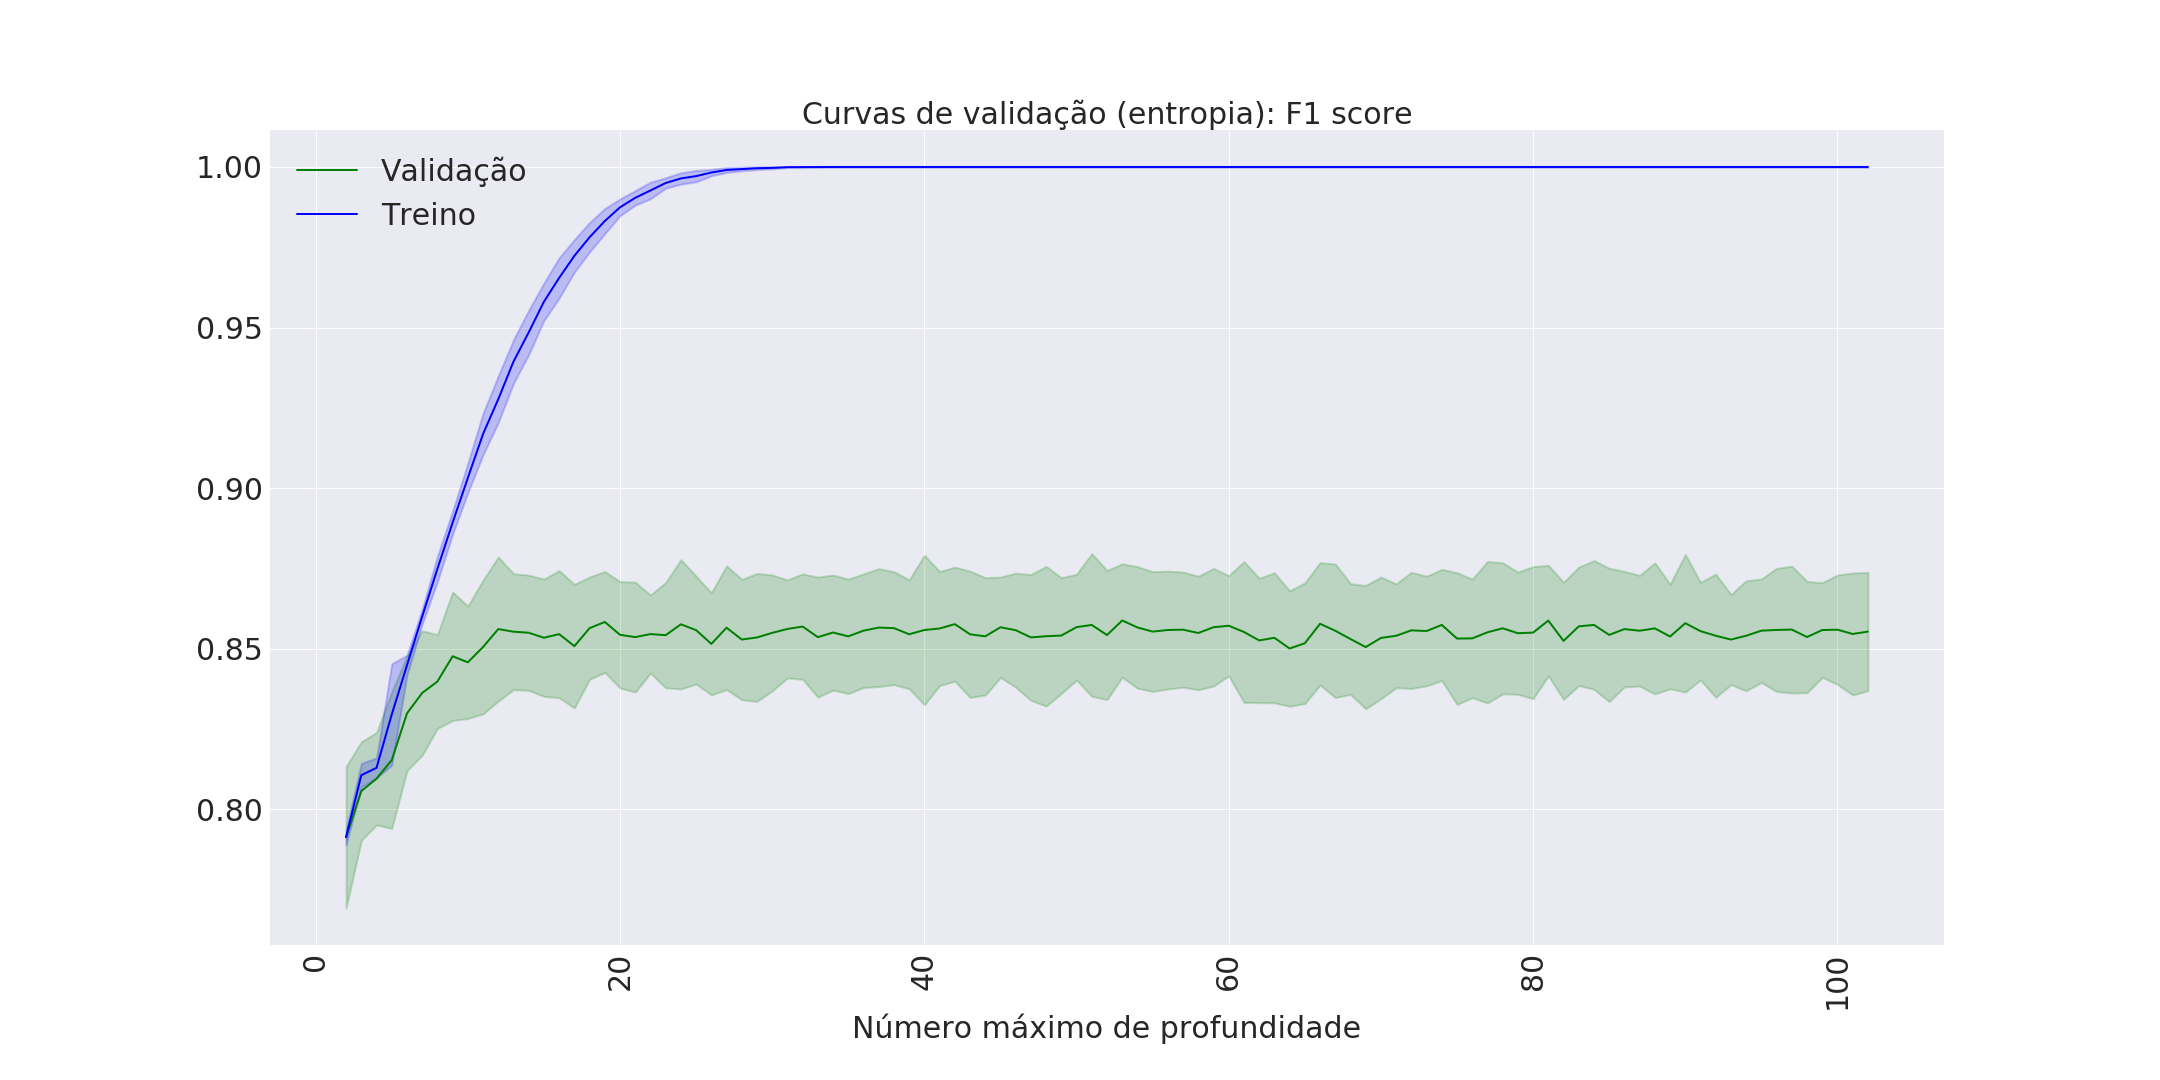 Curvas de validação (entropia): F1 score
Validação
Treino
1.00
0.95
0.90
0.85
0.80
0
20
40
60
80
100
Número máximo de profundidade